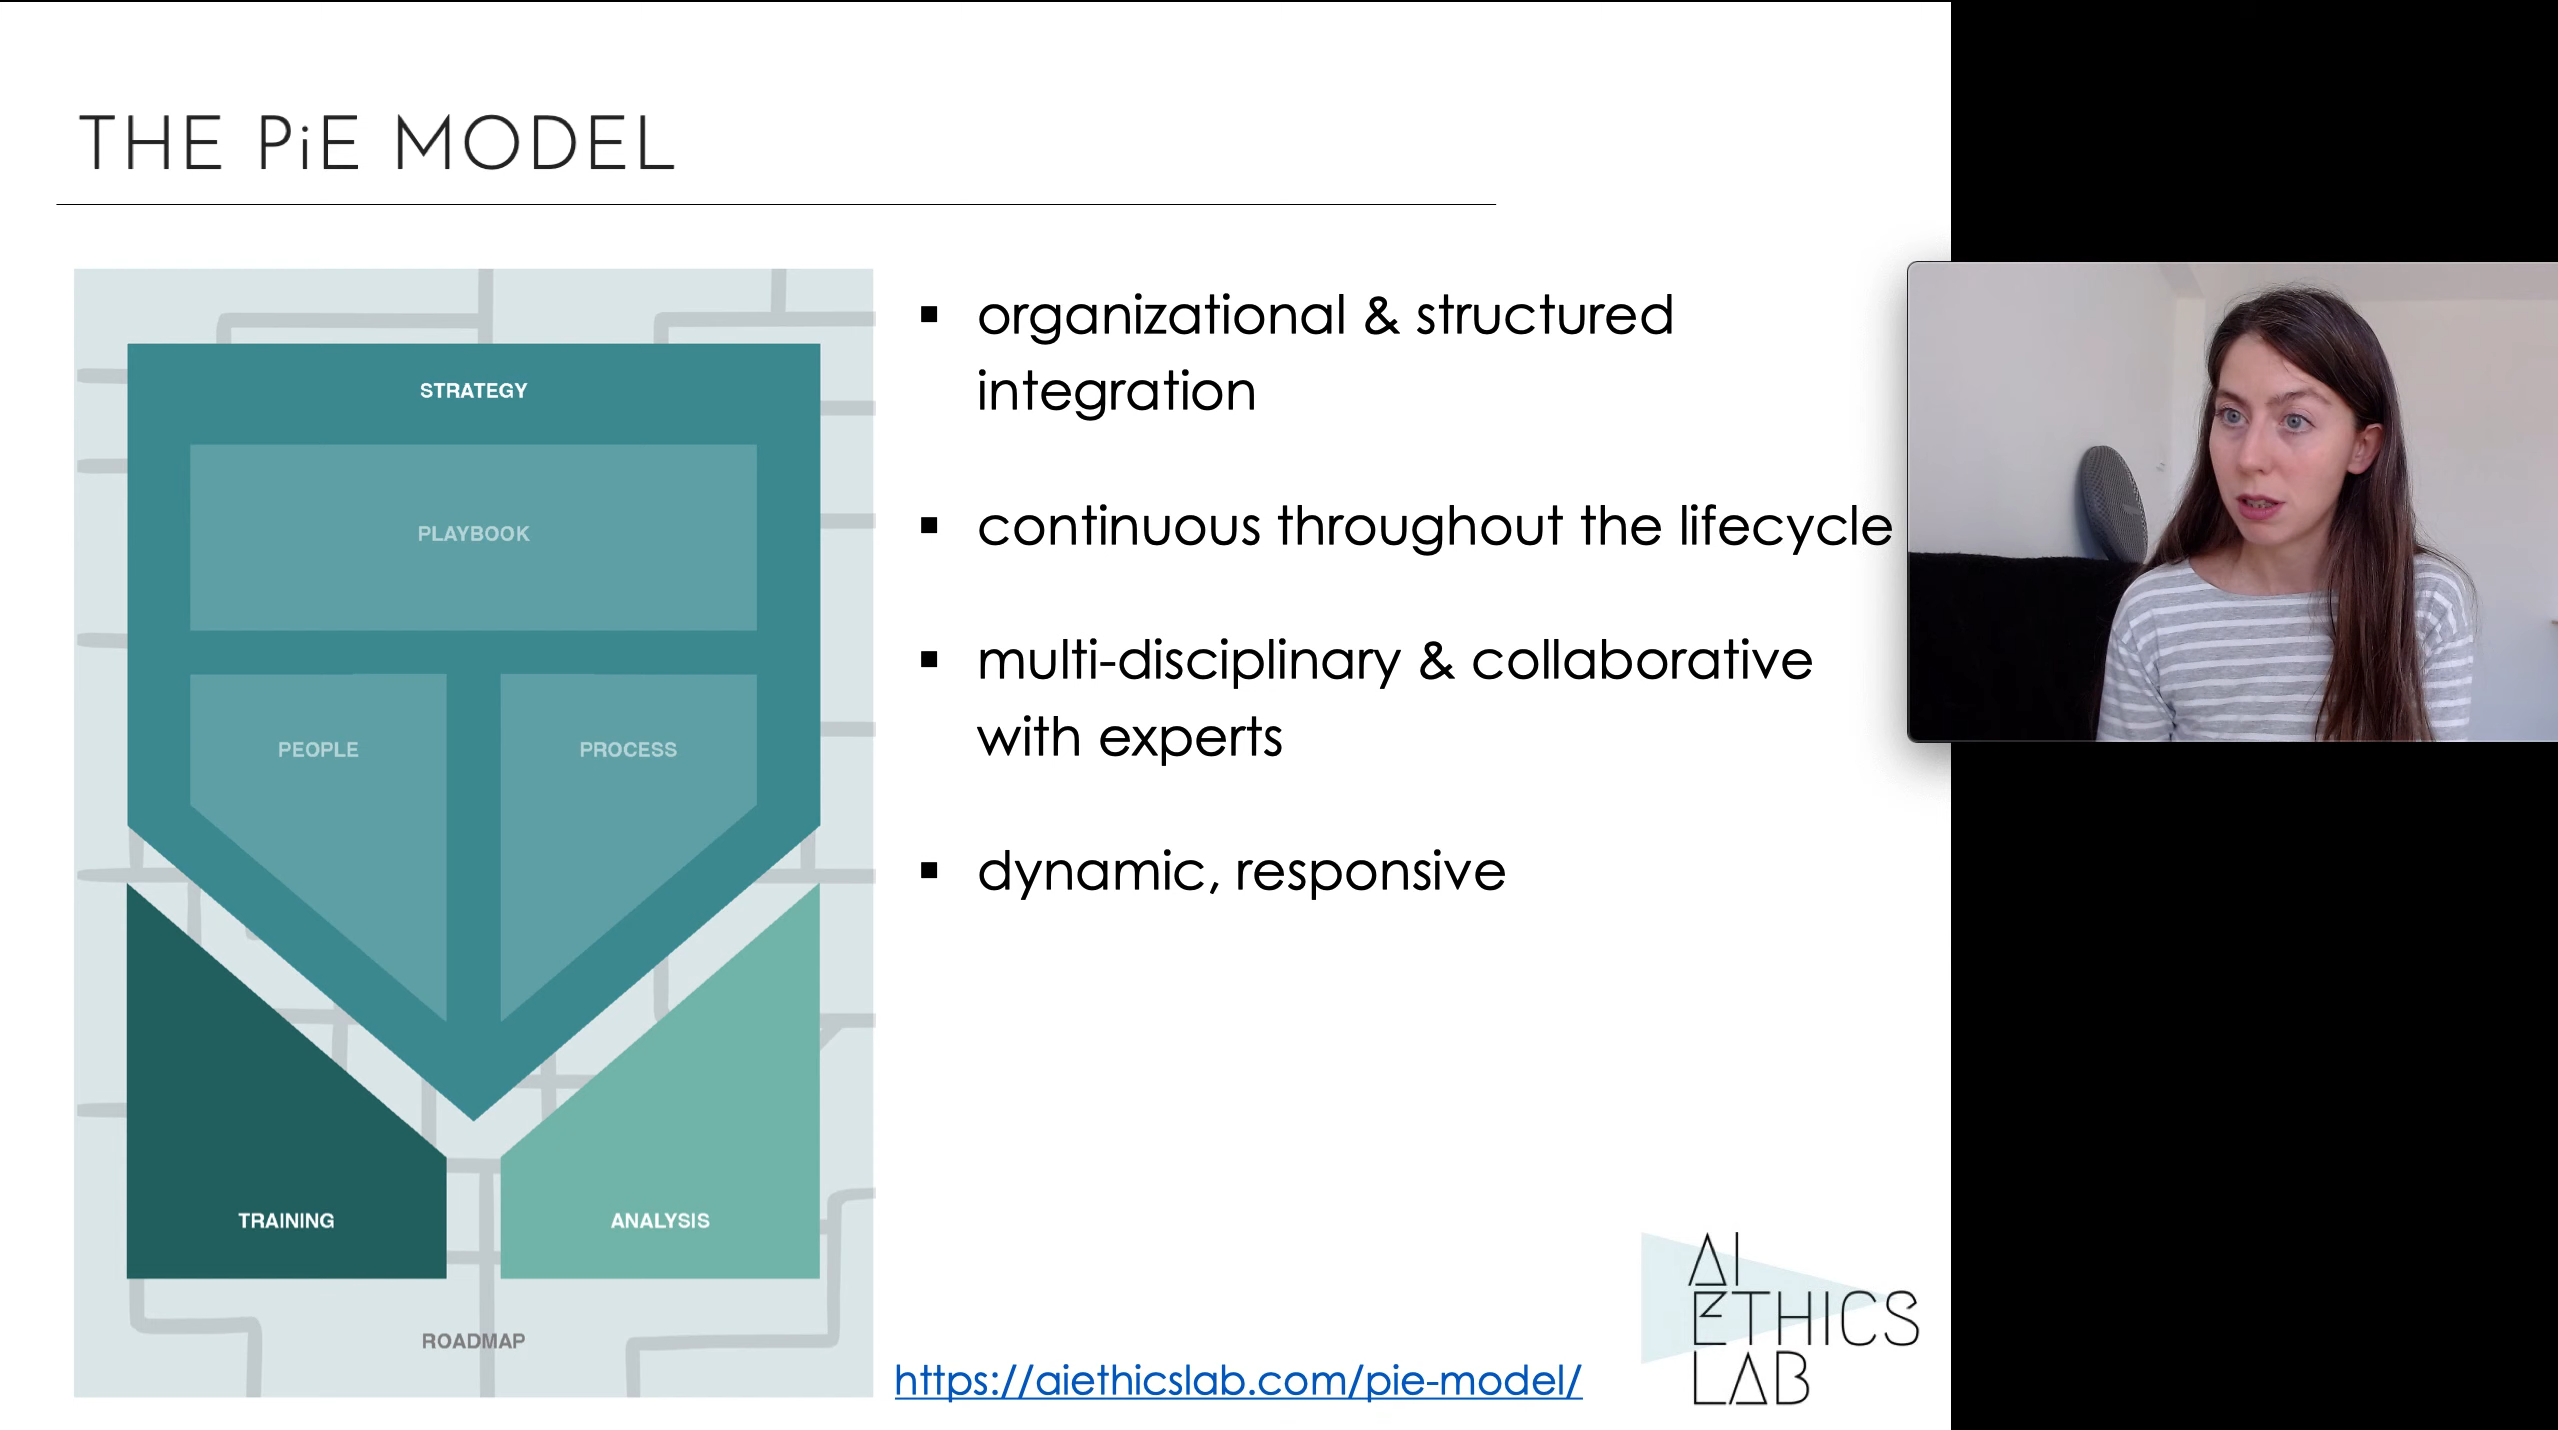 THE PiE MODEL
STRATEGY
PLAYBOOK
PEOPLE
PROCESS
TRAINING
ANALYSIS
ROADMAP
▪ organizational & structured
integration
▪ continuous throughout the lifecycle
▪ multi-disciplinary & collaborative
with experts
▪ dynamic, responsive
https://aiethicslab.com/pie-model/
AI
ETHICS
LAB